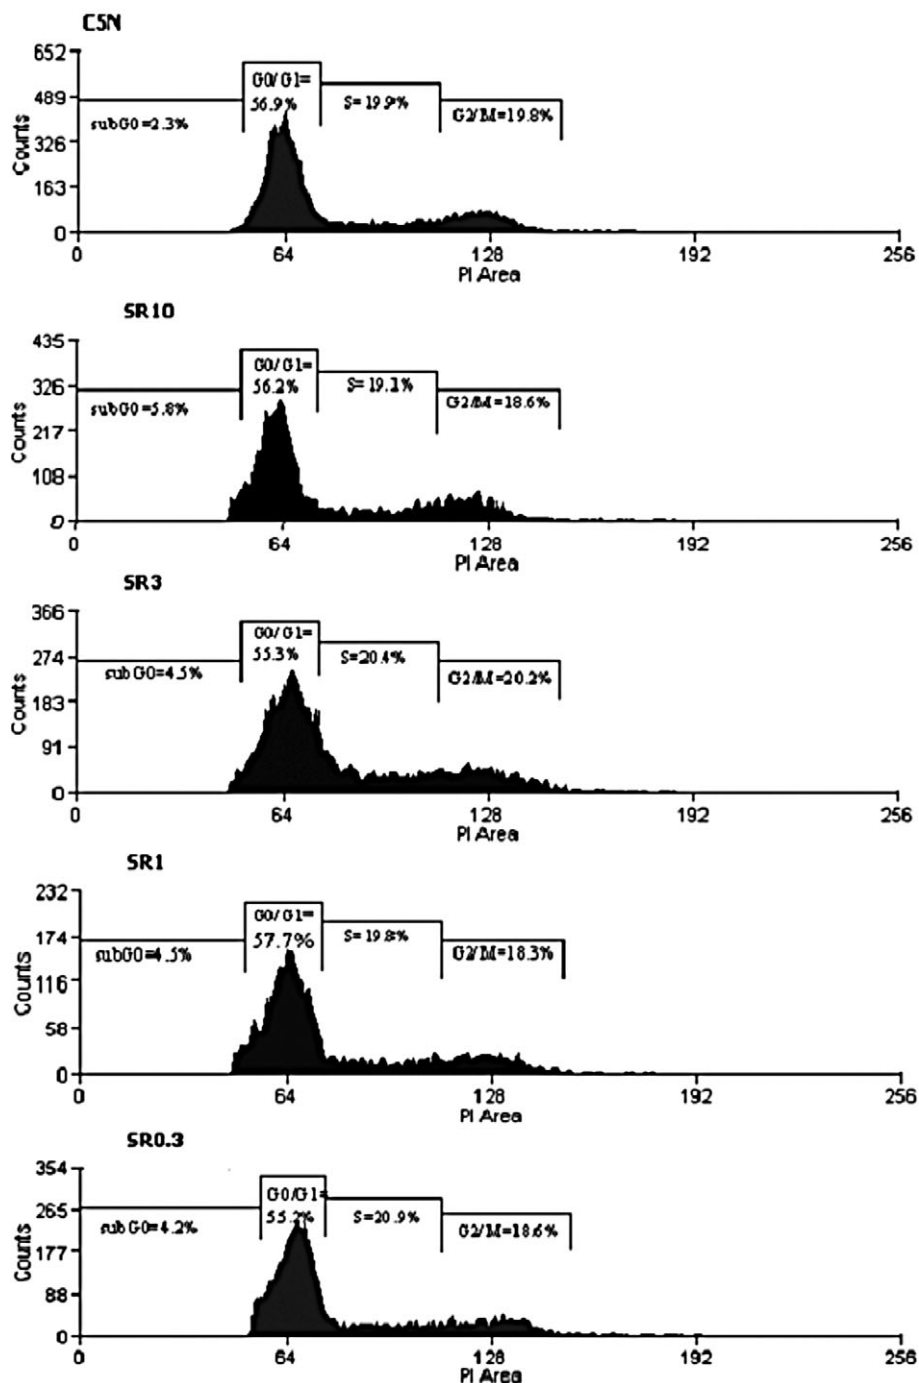 C5N
652
489
326
163
0
Counts
subG0=2.3%
G0/G1=
56.9%
S=19.9%
G2/M=19.8%
0 64 128 192 256
PI Area
SR10
435
326
217
108
0
Counts
subG0=5.8%
G0/G1=
56.2%
S=19.1%
G2/M=18.6%
0 64 128 192 256
PI Area
SR3
366
274
183
91
0
Counts
subG0=4.5%
G0/G1=
55.3%
S=20.4%
G2/M=20.2%
0 64 128 192 256
PI Area
SR1
232
174
116
58
0
Counts
subG0=4.5%
G0/G1=
57.7%
S=19.8%
G2/M=18.3%
0 64 128 192 256
PI Area
SR0.3
354
265
177
88
0
Counts
subG0=4.2%
G0/G1=
55.2%
S=20.9%
G2/M=18.6%
0 64 128 192 256
PI Area